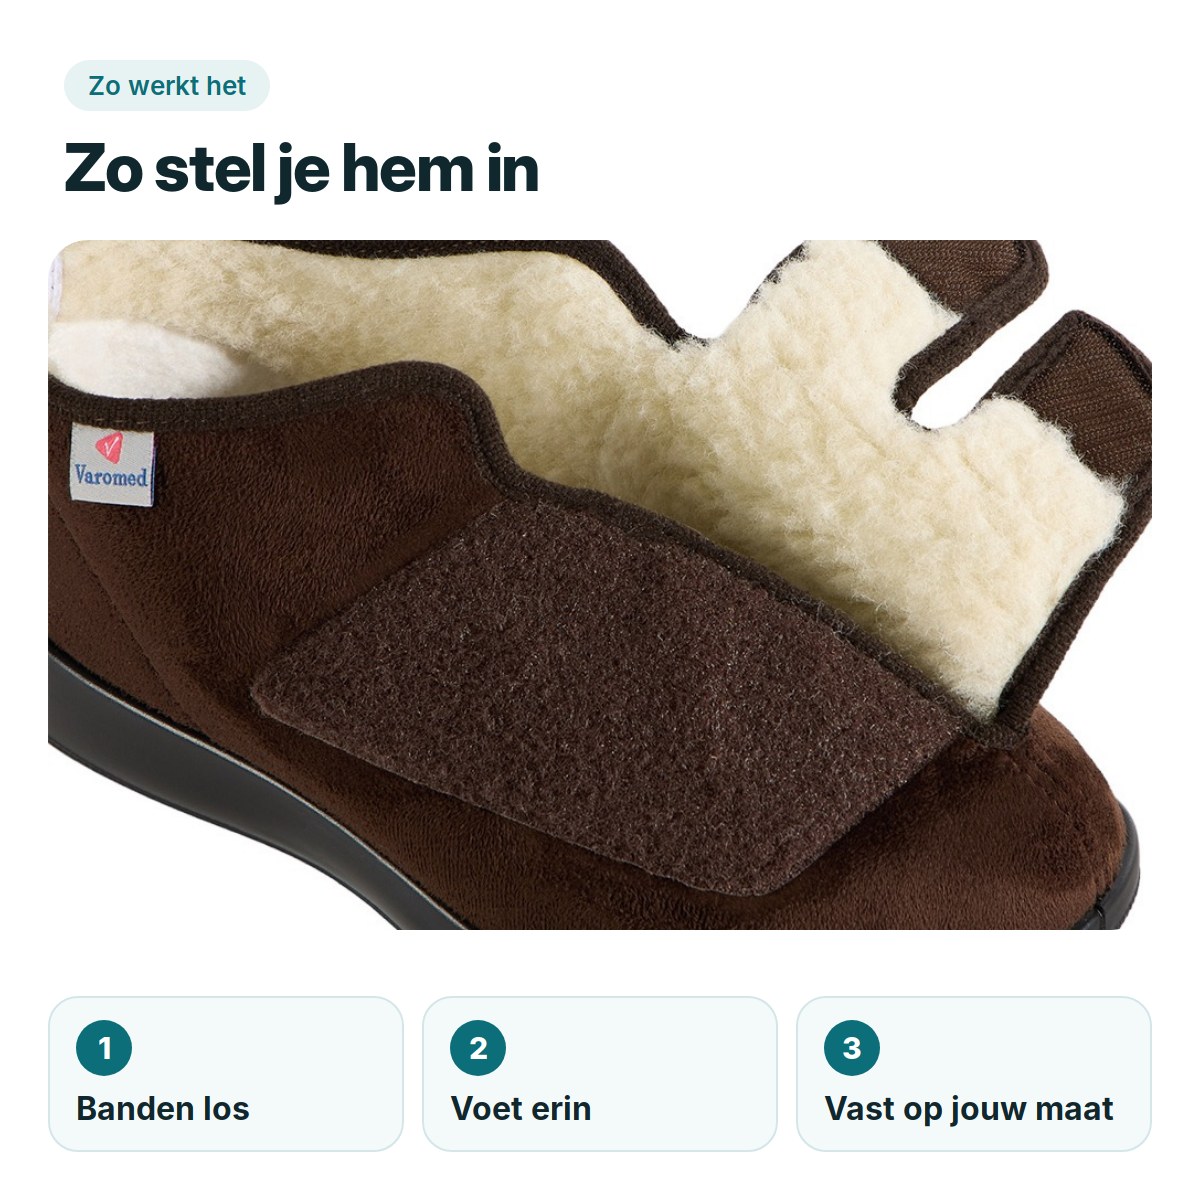 Zo werkt het
Zo stel je hem in
Varomed
1
Banden los
2
Voet erin
3
Vast op jouw maat